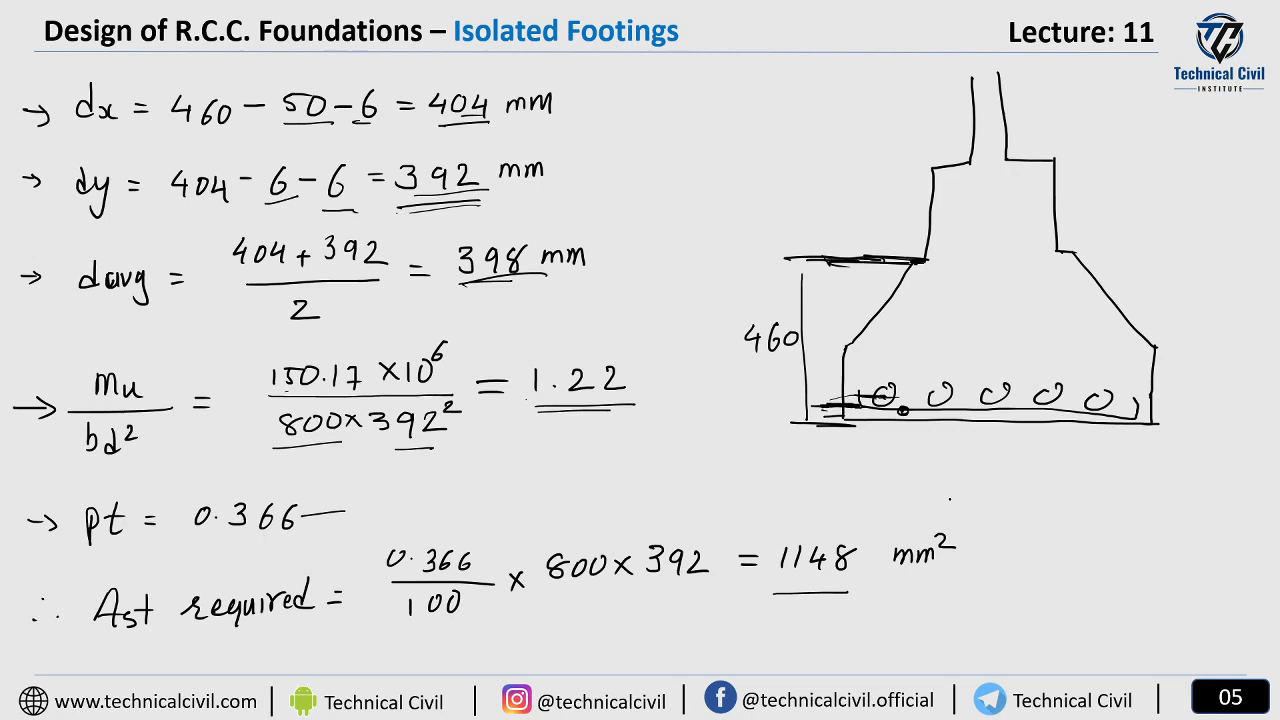 Design of R.C.C. Foundations – Isolated Footings
Lecture: 11
TC
Technical Civil
INSTITUTE
→ dx = 460 - 50 - 6 = 404 mm
→ dy = 404 - 6 - 6 = 392 mm
→ davg = (404 + 392) / 2 = 398 mm
460
→ Mu / bd² = 150.17 × 10⁶ / 800 × 392² = 1.22
→ pt = 0.366
∴ Ast required = 0.366 / 100 × 800 × 392 = 1148 mm²
www.technicalcivil.com | Technical Civil | @technicalcivil | @technicalcivil.official | Technical Civil | 05